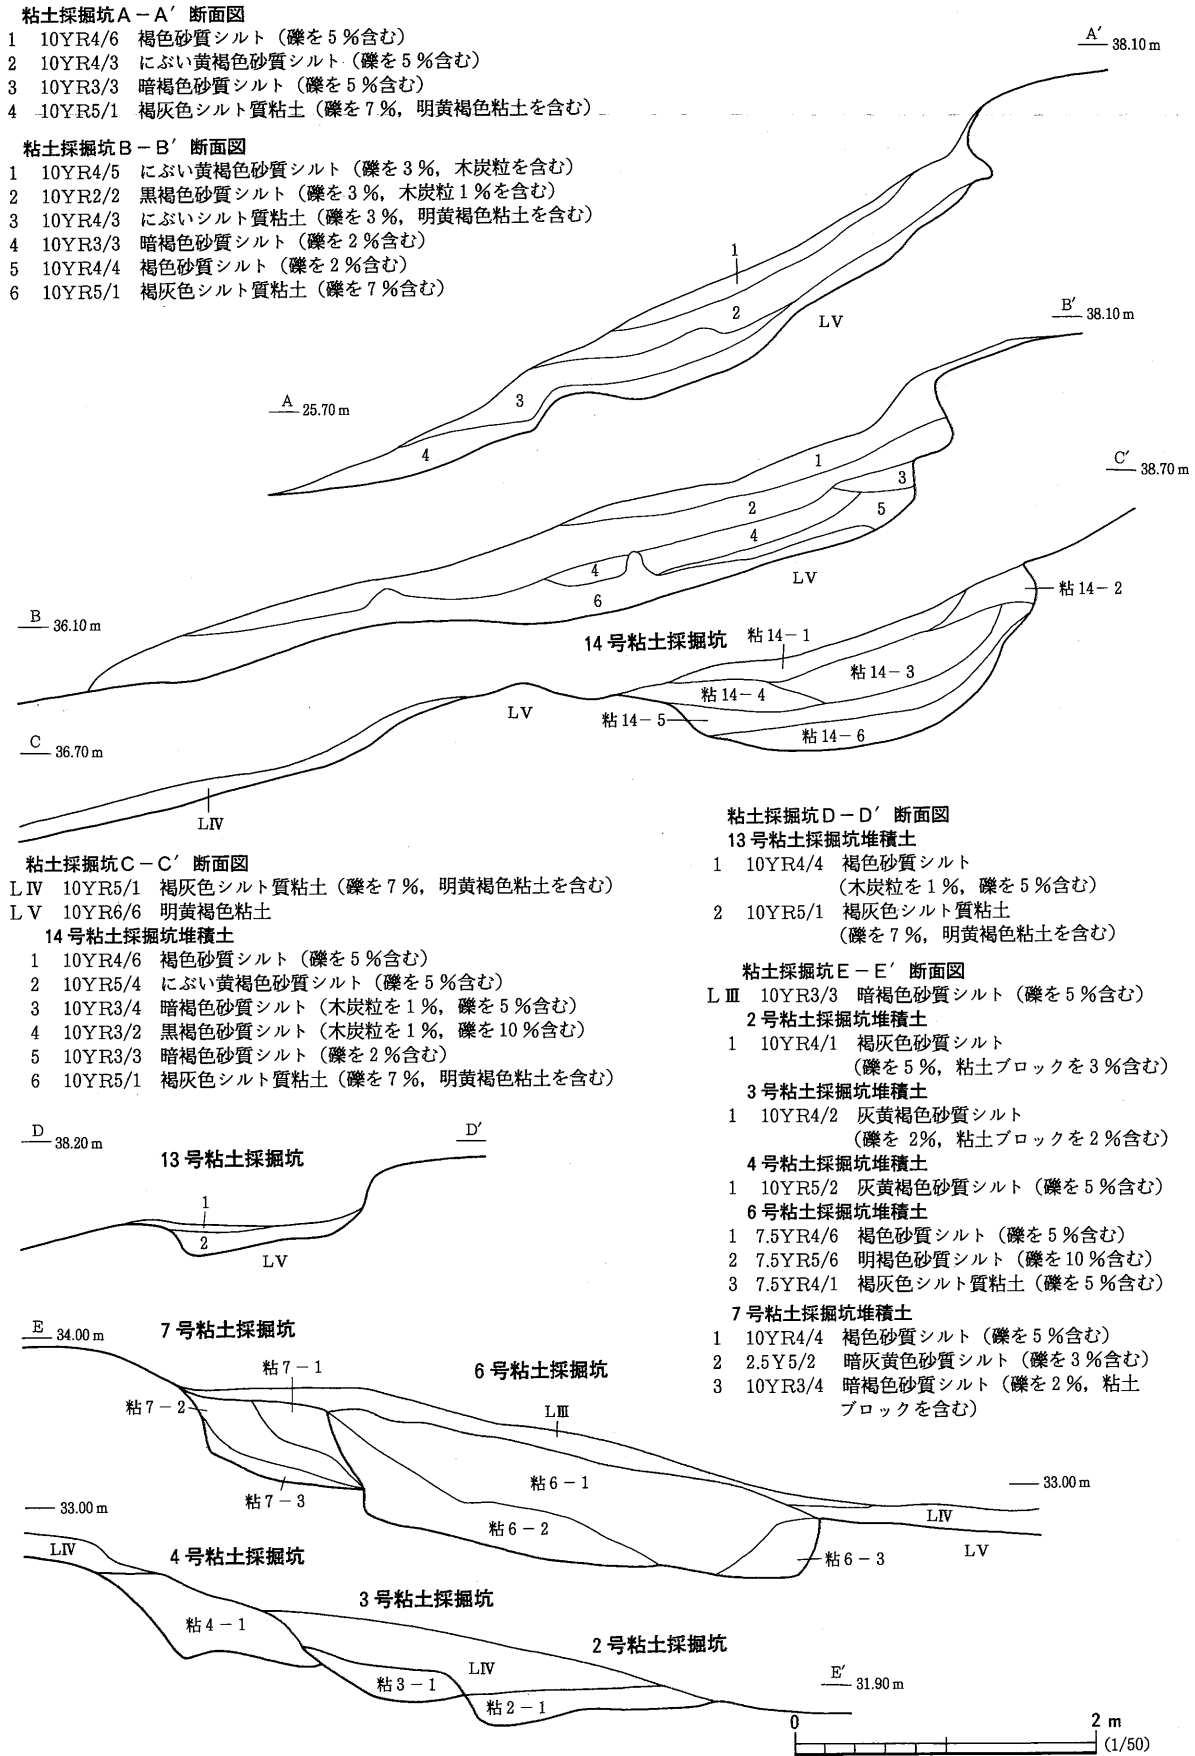 粘土採掘坑A－A′ 断面図
1 10YR4/6 褐色砂質シルト（礫を5%含む）
2 10YR4/3 にぶい黄褐色砂質シルト（礫を5%含む）
3 10YR3/3 暗褐色砂質シルト（礫を5%含む）
4 10YR5/1 褐灰色シルト質粘土（礫を7%，明黄褐色粘土を含む）
粘土採掘坑B－B′ 断面図
1 10YR4/5 にぶい黄褐色砂質シルト（礫を3%，木炭粒を含む）
2 10YR2/2 黒褐色砂質シルト（礫を3%，木炭粒1%を含む）
3 10YR4/3 にぶいシルト質粘土（礫を3%，明黄褐色粘土を含む）
4 10YR3/3 暗褐色砂質シルト（礫を2%含む）
5 10YR4/4 褐色砂質シルト（礫を2%含む）
6 10YR5/1 褐灰色シルト質粘土（礫を7%含む）
A′ 38.10m
1
2
LV
A 25.70m
3
4
B′ 38.10m
1
3
2
5
4
4
LV
6
B 36.10m
C′ 38.70m
14号粘土採掘坑
粘14－1
粘14－2
粘14－3
粘14－4
粘14－5
粘14－6
LV
C 36.70m
LⅣ
粘土採掘坑C－C′ 断面図
LⅣ 10YR5/1 褐灰色シルト質粘土（礫を7%，明黄褐色粘土を含む）
LV 10YR6/6 明黄褐色粘土
14号粘土採掘坑堆積土
1 10YR4/6 褐色砂質シルト（礫を5%含む）
2 10YR5/4 にぶい黄褐色砂質シルト（礫を5%含む）
3 10YR3/4 暗褐色砂質シルト（木炭粒を1%，礫を5%含む）
4 10YR3/2 黒褐色砂質シルト（木炭粒を1%，礫を10%含む）
5 10YR3/3 暗褐色砂質シルト（礫を2%含む）
6 10YR5/1 褐灰色シルト質粘土（礫を7%，明黄褐色粘土を含む）
粘土採掘坑D－D′ 断面図
13号粘土採掘坑堆積土
1 10YR4/4 褐色砂質シルト
（木炭粒を1%，礫を5%含む）
2 10YR5/1 褐灰色シルト質粘土
（礫を7%，明黄褐色粘土を含む）
粘土採掘坑E－E′ 断面図
LⅢ 10YR3/3 暗褐色砂質シルト（礫を5%含む）
2号粘土採掘坑堆積土
1 10YR4/1 褐灰色砂質シルト
（礫を5%，粘土ブロックを3%含む）
3号粘土採掘坑堆積土
1 10YR4/2 灰黄褐色砂質シルト
（礫を 2%，粘土ブロックを2%含む）
4号粘土採掘坑堆積土
1 10YR5/2 灰黄褐色砂質シルト（礫を5%含む）
6号粘土採掘坑堆積土
1 7.5YR4/6 褐色砂質シルト（礫を5%含む）
2 7.5YR5/6 明褐色砂質シルト（礫を10%含む）
3 7.5YR4/1 褐灰色シルト質粘土（礫を5%含む）
7号粘土採掘坑堆積土
1 10YR4/4 褐色砂質シルト（礫を5%含む）
2 2.5Y5/2 暗灰黄色砂質シルト（礫を3%含む）
3 10YR3/4 暗褐色砂質シルト（礫を2%，粘土
ブロックを含む）
D 38.20m
D′
13号粘土採掘坑
1
2
LV
E 34.00m
7号粘土採掘坑
粘7－1
6号粘土採掘坑
粘7－2
LⅢ
粘6－1
粘7－3
粘6－2
33.00m
33.00m
LⅣ
LV
粘6－3
LⅣ
4号粘土採掘坑
3号粘土採掘坑
粘4－1
2号粘土採掘坑
LⅣ
粘3－1
粘2－1
E′ 31.90m
0 2m
(1/50)